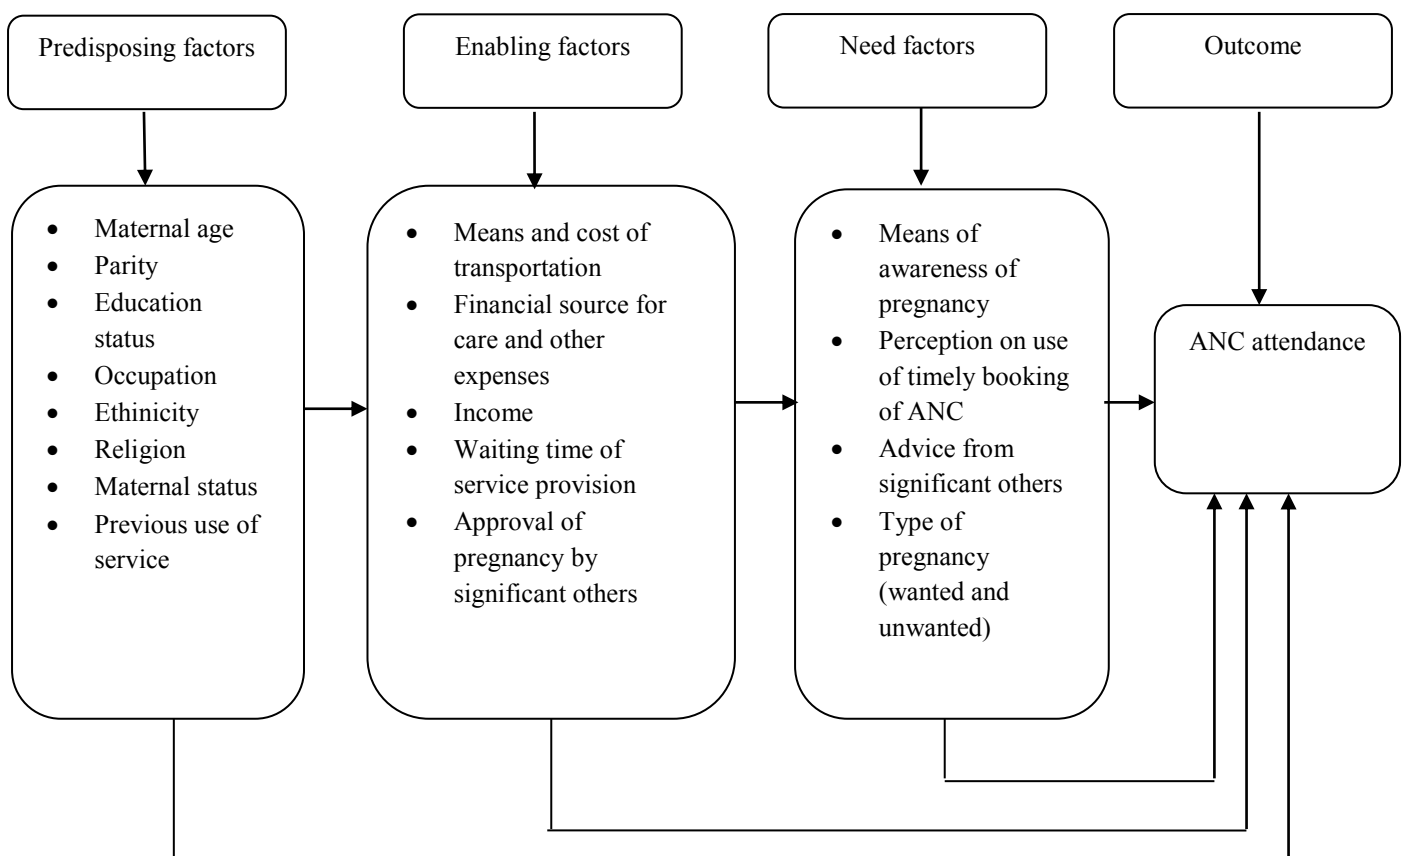 Predisposing factors
Enabling factors
Need factors
Outcome
• Maternal age
• Parity
• Education
status
• Occupation
• Ethinicity
• Religion
• Maternal status
• Previous use of
service
• Means and cost of
transportation
• Financial source for
care and other
expenses
• Income
• Waiting time of
service provision
• Approval of
pregnancy by
significant others
• Means of
awareness of
pregnancy
• Perception on use
of timely booking
of ANC
• Advice from
significant others
• Type of
pregnancy
(wanted and
unwanted)
ANC attendance